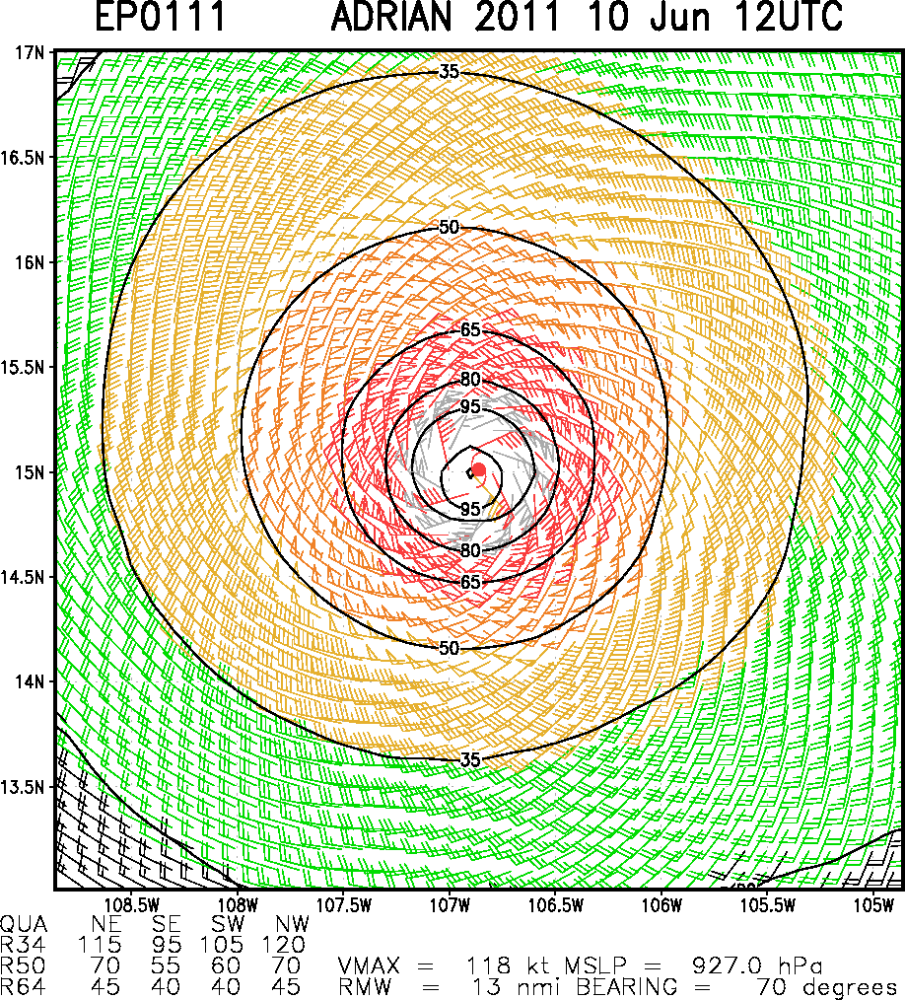 EP0111 ADRIAN 2011 10 Jun 12UTC
17N
35
16.5N
50
16N
65
15.5N
80
95
15N
95
80
14.5N
65
50
14N
35
13.5N
108.5W 108W 107.5W 107W 106.5W 106W 105.5W 105W
QUA NE SE SW NW
R34 115 95 105 120
R50 70 55 60 70 VMAX = 118 kt MSLP = 927.0 hPa
R64 45 40 40 45 RMW = 13 nmi BEARING = 70 degrees